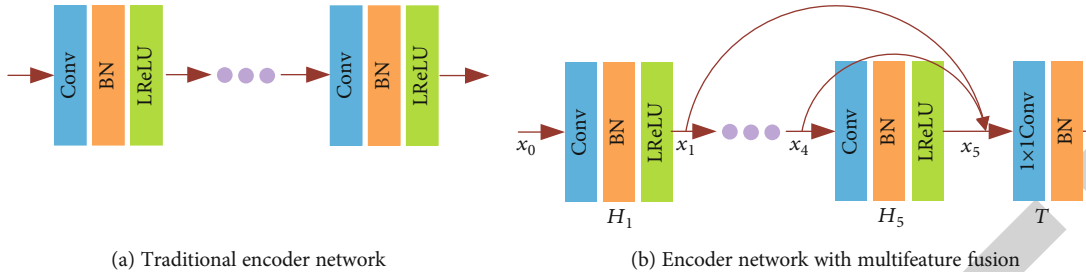 Conv
BN
LReLU
Conv
BN
LReLU
(a) Traditional encoder network
x₀
Conv
BN
LReLU
H₁
x₁
x₄
Conv
BN
LReLU
H₅
x₅
1×1Conv
BN
T
(b) Encoder network with multifeature fusion